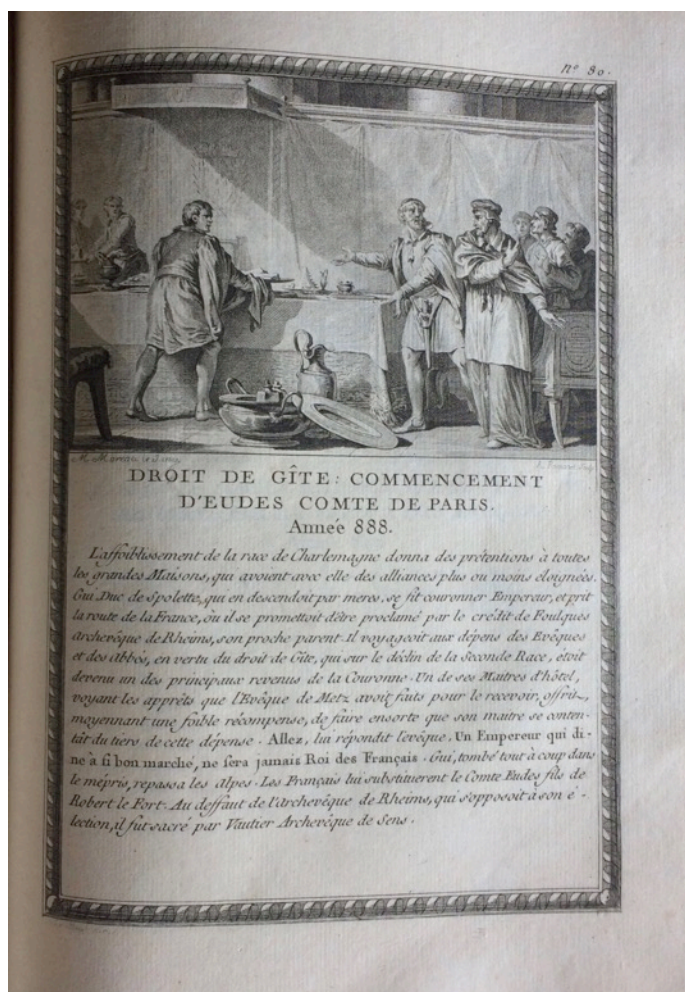 N.º 80.
M. Moreau le Jeune
DROIT DE GÎTE: COMMENCEMENT
D'EUDES COMTE DE PARIS.
Année 888.
L'affoiblissement de la race de Charlemagne donna des prétentions à toutes
les grandes Maisons, qui avoient avec elle des alliances plus ou moins éloignées.
Gui, Duc de Spolette, qui en descendoit par meres, se fit couronner Empereur, et prit
la route de la France, où il se promettoit d'être proclamé par le crédit de Foulques
Archevêque de Rheims, son proche parent. Il voyageoit aux dépens des Evêques
et des Abbés, en vertu du droit de Gîte, qui sur le déclin de la Seconde Race, étoit
devenu un des principaux revenus de la Couronne. Un de ses Maitres d'hôtel,
voyant les apprêts que l'Evêque de Metz avoit faits pour le recevoir, offrit,
moyennant une foible récompense, de faire ensorte que son maitre se conten-
tât du tiers de cette dépense. Allez, lui répondit l'évêque, Un Empereur qui di-
ne à si bon marché, ne sera jamais Roi des Français. Gui, tombé tout à coup dans
le mépris, repassa les Alpes. Les Français lui substituerent le Comte Eudes fils de
Robert le Fort. Au deffaut de l'archevêque de Rheims, qui s'opposoit à son é-
lection, il fut sacré par Vautier Archevêque de Sens.